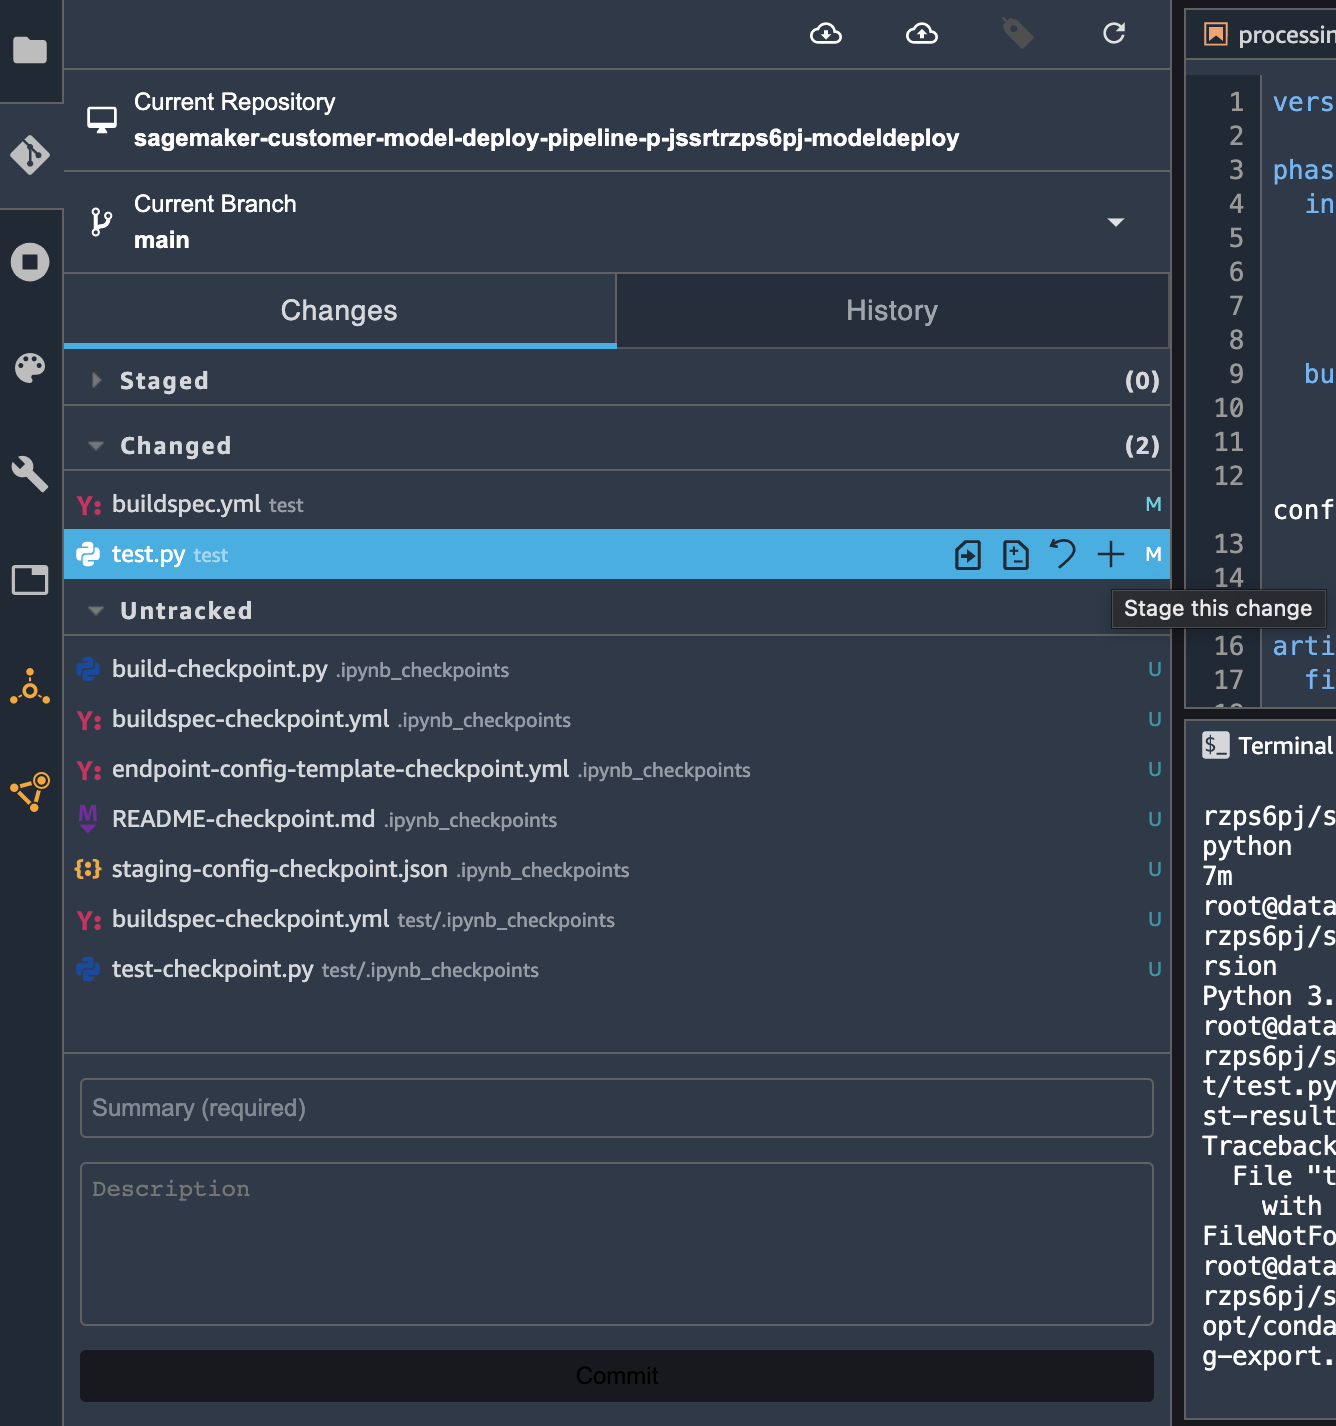 Current Repository
sagemaker-customer-model-deploy-pipeline-p-jssrtrzps6pj-modeldeploy
Current Branch
main
Changes
History
Staged (0)
Changed (2)
buildspec.yml test M
test.py test M
Stage this change
Untracked
build-checkpoint.py .ipynb_checkpoints U
buildspec-checkpoint.yml .ipynb_checkpoints U
endpoint-config-template-checkpoint.yml .ipynb_checkpoints U
README-checkpoint.md .ipynb_checkpoints U
staging-config-checkpoint.json .ipynb_checkpoints U
buildspec-checkpoint.yml test/.ipynb_checkpoints U
test-checkpoint.py test/.ipynb_checkpoints U
Summary (required)
Description
Commit
processin
1 vers
2
3 phas
4 in
5
6
7
8
9 bu
10
11
12
conf
13
14
16 arti
17 fi
$_ Terminal
rzps6pj/s
python
7m
root@data
rzps6pj/s
rsion
Python 3.
root@data
rzps6pj/s
t/test.py
st-result
Traceback
File "t
with
FileNotFo
root@data
rzps6pj/s
opt/conda
g-export.